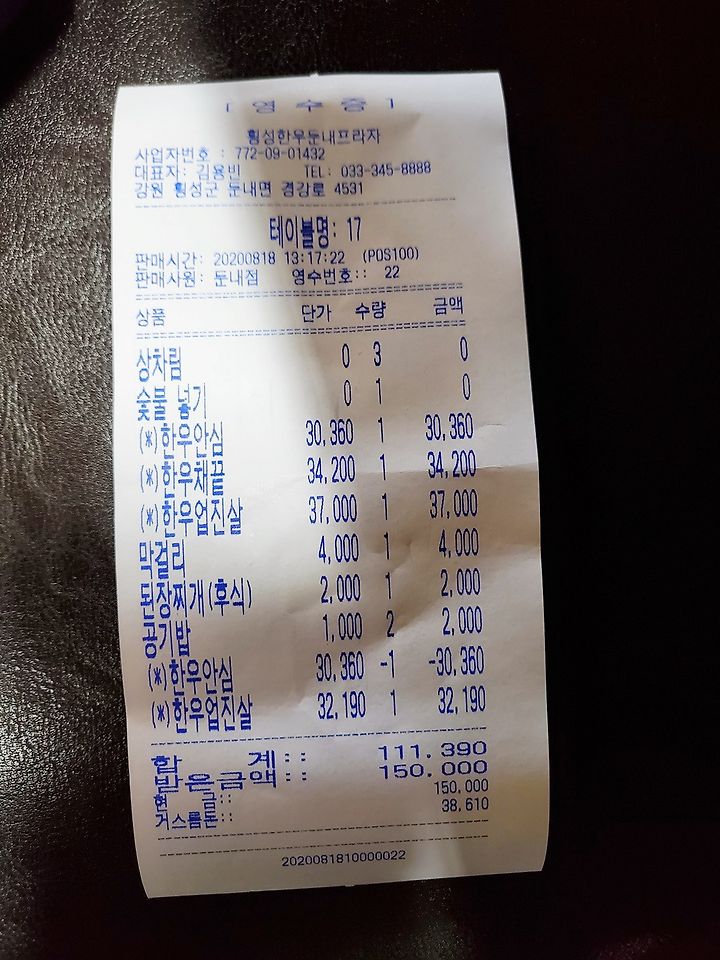 [ 영 수 증 ]
횡성한우둔내프라자
사업자번호 : 772-09-01432
대표자: 김용빈 TEL: 033-345-8888
강원 횡성군 둔내면 경강로 4531
테이블명: 17
판매시간: 20200818 13:17:22 (POS100)
판매사원: 둔내점 영수번호:: 22
상품 단가 수량 금액
상차림 0 3 0
숯불 넣기 0 1 0
(*)한우안심 30,360 1 30,360
(*)한우채끝 34,200 1 34,200
(*)한우업진살 37,000 1 37,000
막걸리 4,000 1 4,000
된장찌개(후식) 2,000 1 2,000
공기밥 1,000 2 2,000
(*)한우안심 30,360 -1 -30,360
(*)한우업진살 32,190 1 32,190
합 계:: 111.390
받은금액:: 150.000
현 금:: 150,000
거스름돈:: 38,610
2020081810000022